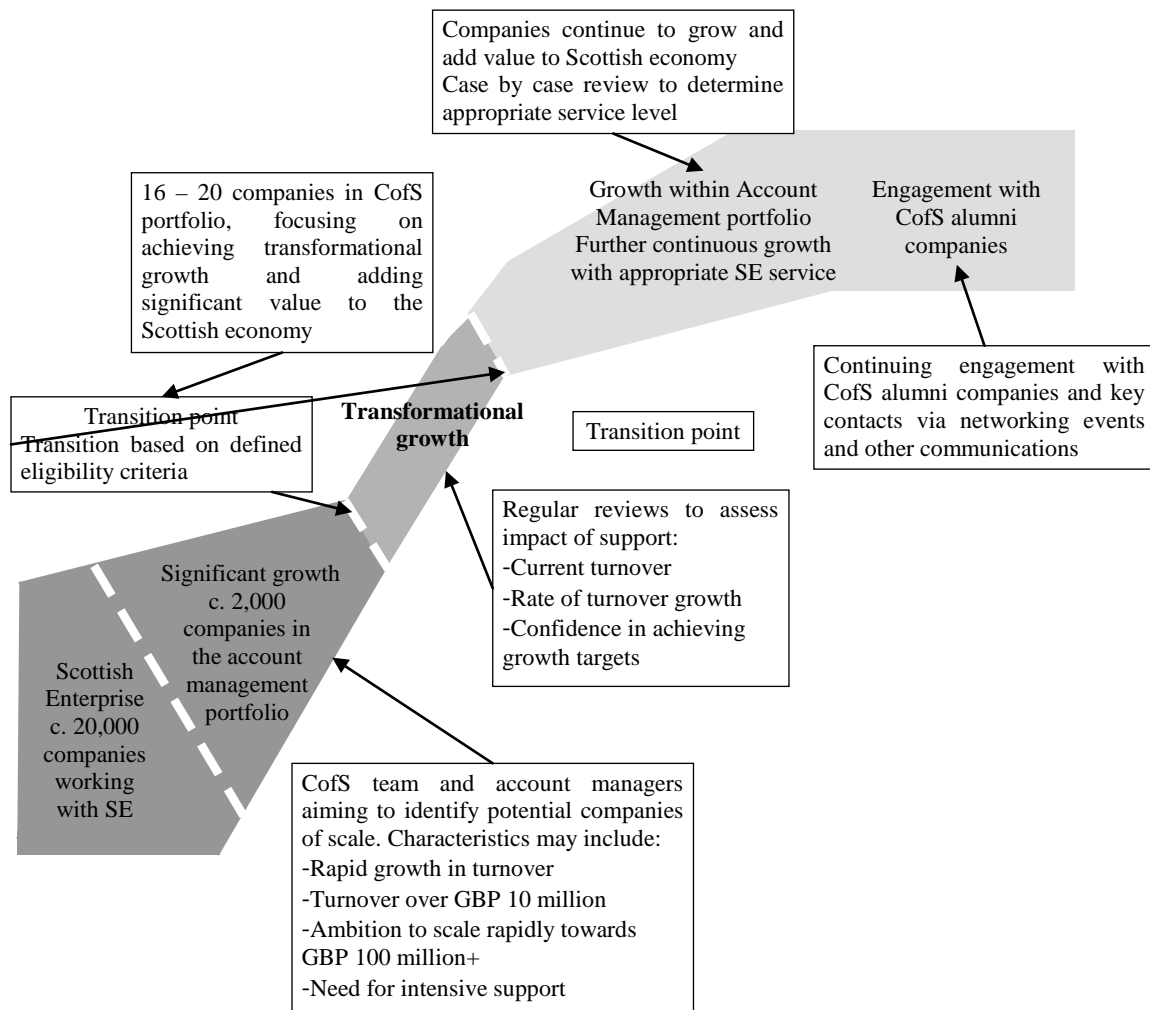 Companies continue to grow and
add value to Scottish economy
Case by case review to determine
appropriate service level
16 – 20 companies in CofS
portfolio, focusing on
achieving transformational
growth and adding
significant value to the
Scottish economy
Growth within Account
Management portfolio
Further continuous growth
with appropriate SE service
Engagement with
CofS alumni
companies
Continuing engagement with
CofS alumni companies and key
contacts via networking events
and other communications
Transition point
Transition based on defined
eligibility criteria
Transformational
growth
Transition point
Regular reviews to assess
impact of support:
-Current turnover
-Rate of turnover growth
-Confidence in achieving
growth targets
Significant growth
c. 2,000
companies in
the account
management
portfolio
Scottish
Enterprise
c. 20,000
companies
working
with SE
CofS team and account managers
aiming to identify potential companies
of scale. Characteristics may include:
-Rapid growth in turnover
-Turnover over GBP 10 million
-Ambition to scale rapidly towards
GBP 100 million+
-Need for intensive support